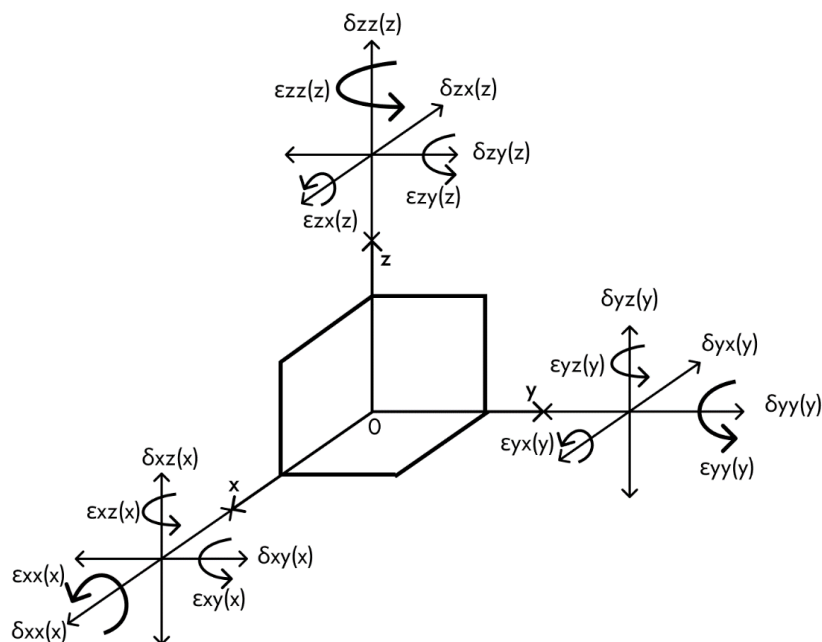 δzz(z)
εzz(z)
δzx(z)
δzy(z)
εzy(z)
εzx(z)
z
δyz(y)
εyz(y)
δyx(y)
y
δyy(y)
εyx(y)
εyy(y)
0
δxz(x)
x
εxz(x)
δxy(x)
εxx(x)
εxy(x)
δxx(x)